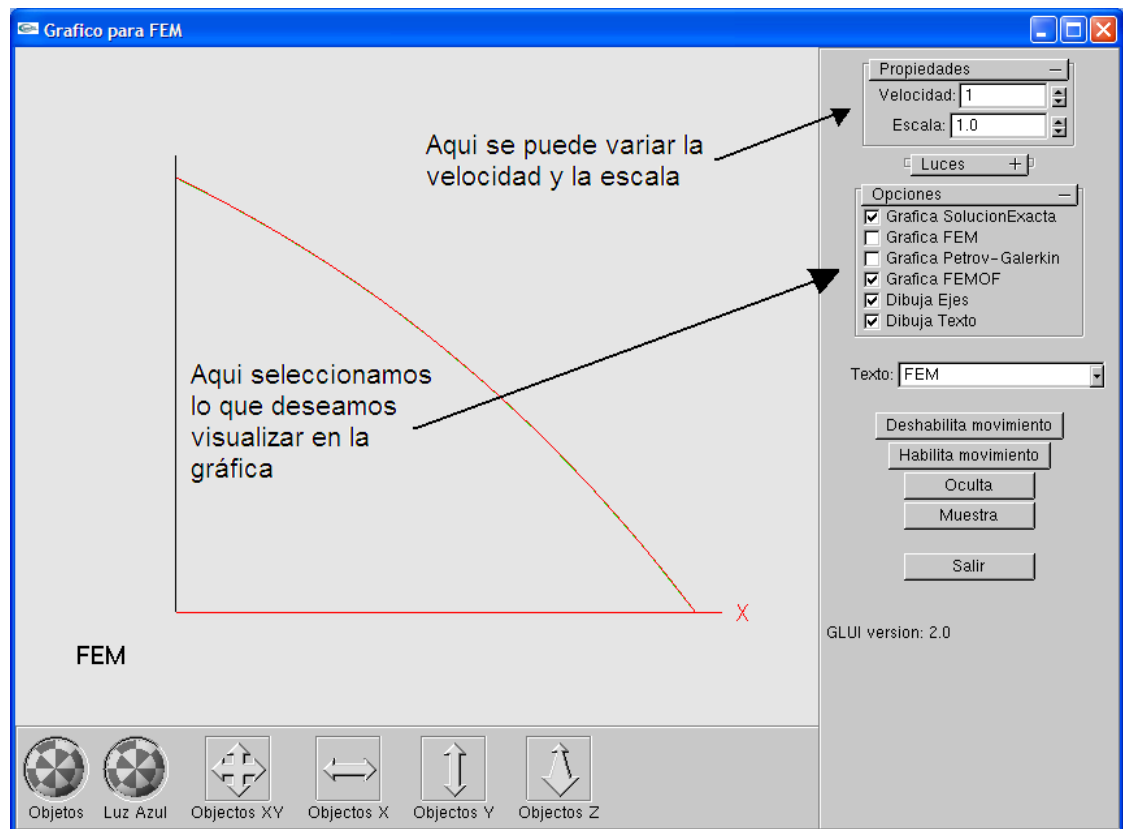 Grafico para FEM
Aqui se puede variar la
velocidad y la escala
Aqui seleccionamos
lo que deseamos
visualizar en la
gráfica
X
FEM
Propiedades
Velocidad: 1
Escala: 1.0
Luces
Opciones
Grafica SolucionExacta
Grafica FEM
Grafica Petrov-Galerkin
Grafica FEMOF
Dibuja Ejes
Dibuja Texto
Texto: FEM
Deshabilita movimiento
Habilita movimiento
Oculta
Muestra
Salir
GLUI version: 2.0
Objetos Luz Azul Objectos XY Objectos X Objectos Y Objectos Z